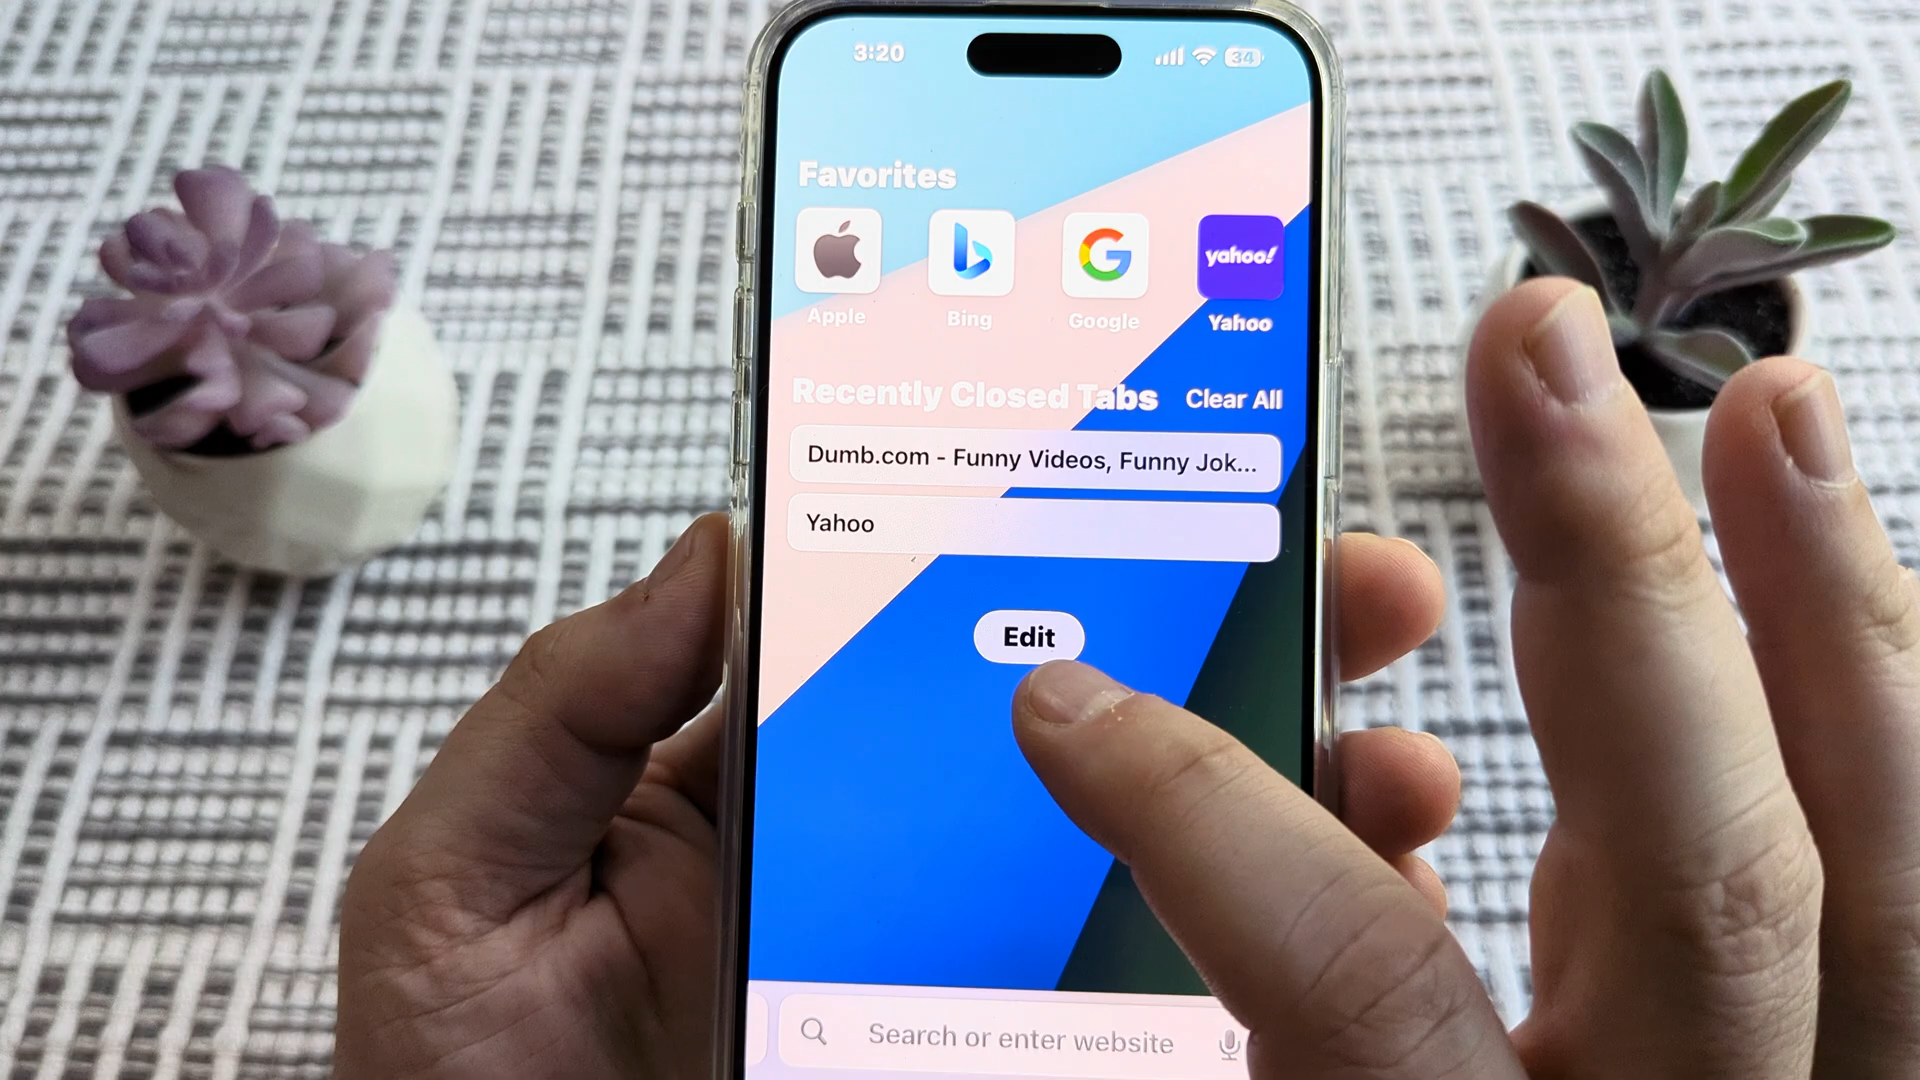 3:20
34
Favorites
yahoo!
Apple
Bing
Google
Yahoo
Recently Closed Tabs
Clear All
Dumb.com - Funny Videos, Funny Jok...
Yahoo
Edit
Search or enter website